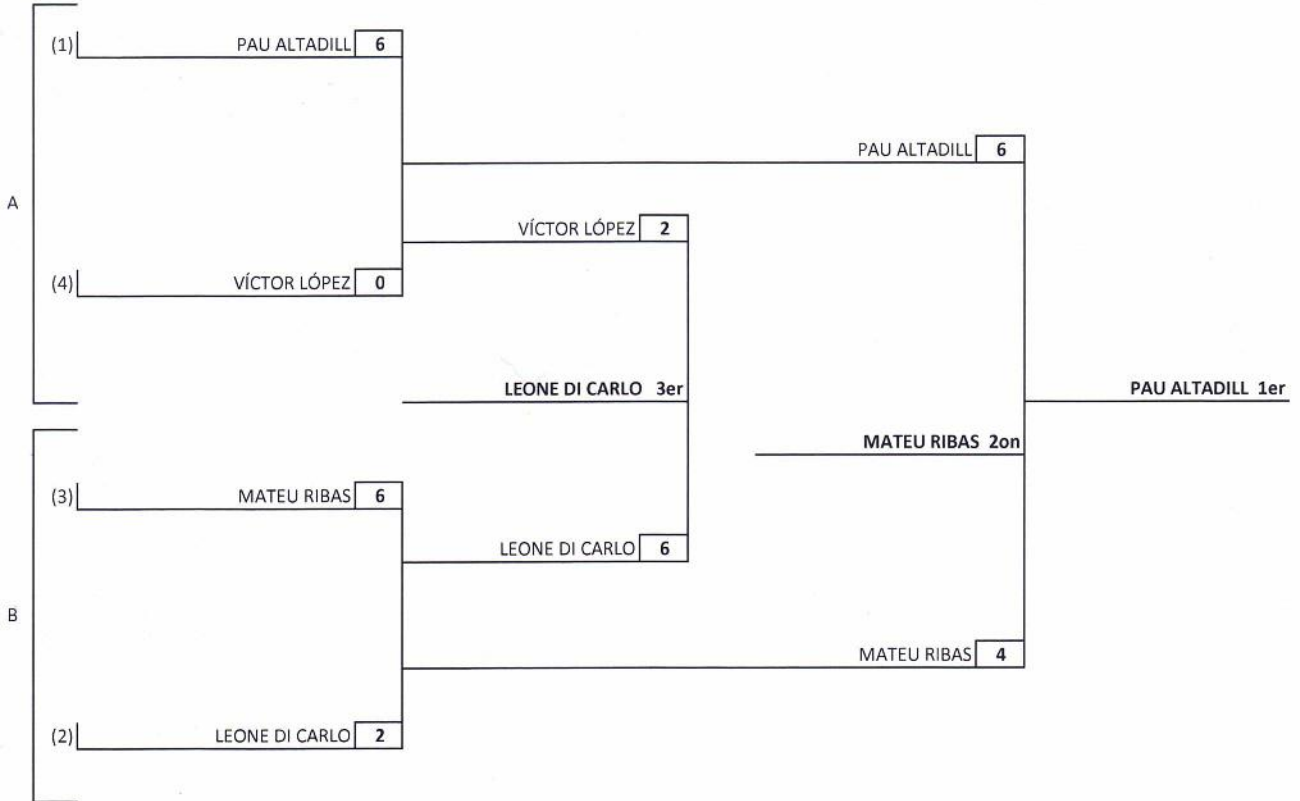 (1) PAU ALTADILL 6
PAU ALTADILL 6
A
VÍCTOR LÓPEZ 2
(4) VÍCTOR LÓPEZ 0
LEONE DI CARLO 3er
PAU ALTADILL 1er
MATEU RIBAS 2on
(3) MATEU RIBAS 6
LEONE DI CARLO 6
B
MATEU RIBAS 4
(2) LEONE DI CARLO 2